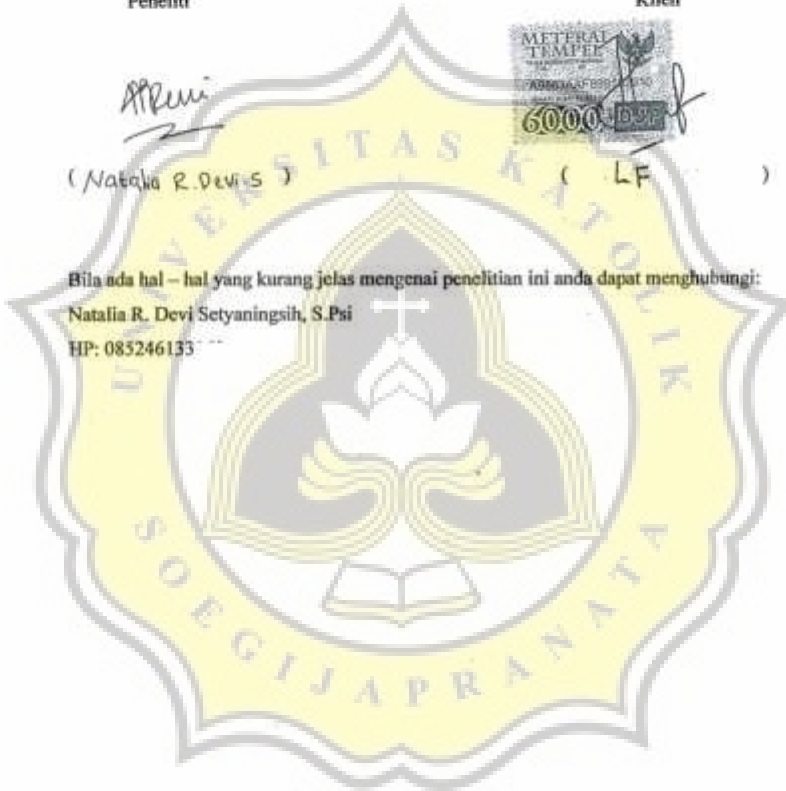 Peneliti Klien
METERAI
TEMPEL
6000 DJP
( Natalia R. Devi. S ) ( LF )
Bila ada hal – hal yang kurang jelas mengenai penelitian ini anda dapat menghubungi:
Natalia R. Devi Setyaningsih, S.Psi
HP: 085246133
UNIVERSITAS KATOLIK
SOEGIJAPRANATA